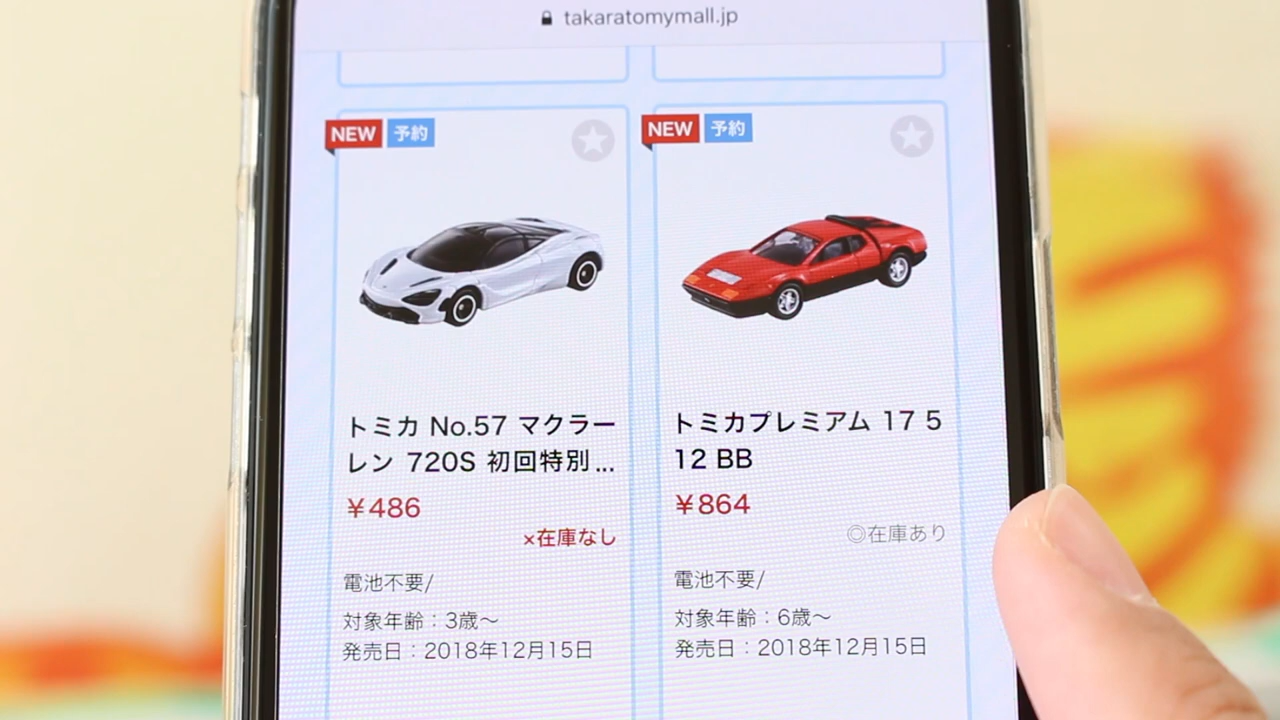 takaratomymall.jp
NEW 予約
NEW 予約
トミカ No.57 マクラー
レン 720S 初回特別...
￥486
×在庫なし
電池不要/
対象年齢：3歳～
発売日：2018年12月15日
トミカプレミアム 17 5
12 BB
￥864
◎在庫あり
電池不要/
対象年齢：6歳～
発売日：2018年12月15日